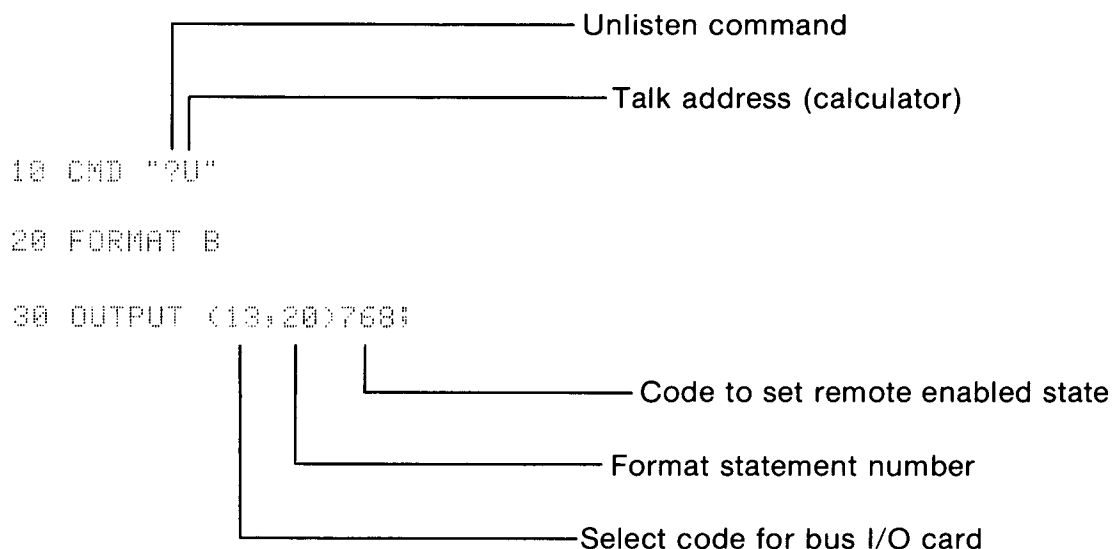 Unlisten command
Talk address (calculator)
10 CMD "?U"
20 FORMAT B
30 OUTPUT (13,20)768;
Code to set remote enabled state
Format statement number
Select code for bus I/O card